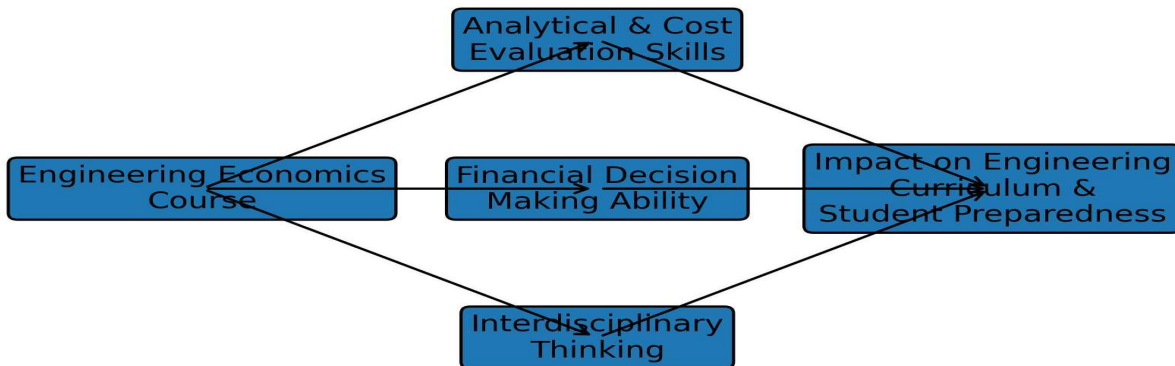 Analytical & Cost
Evaluation Skills
Engineering Economics
Course
Financial Decision
Making Ability
Impact on Engineering
Curriculum &
Student Preparedness
Interdisciplinary
Thinking